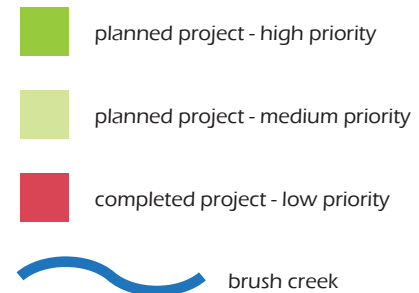 planned project - high priority
planned project - medium priority
completed project - low priority
brush creek